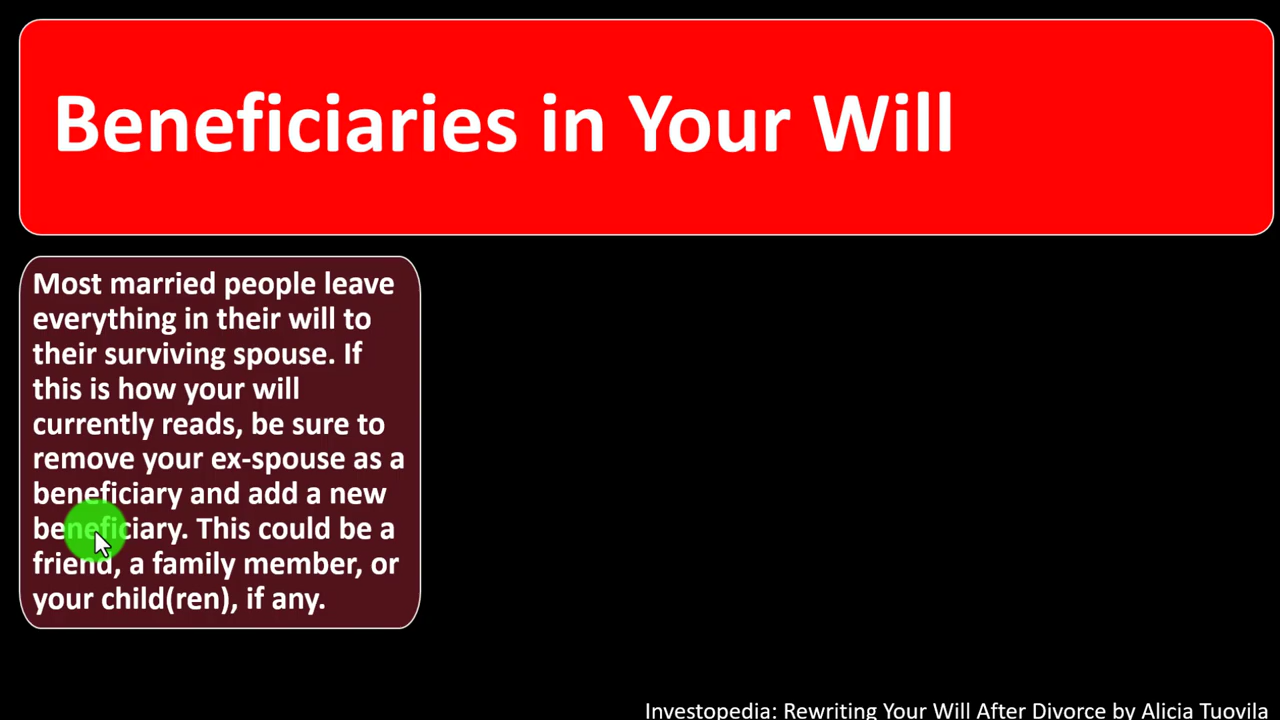 Beneficiaries in Your Will
Most married people leave
everything in their will to
their surviving spouse. If
this is how your will
currently reads, be sure to
remove your ex-spouse as a
beneficiary and add a new
beneficiary. This could be a
friend, a family member, or
your child(ren), if any.
Investopedia: Rewriting Your Will After Divorce by Alicia Tuovila